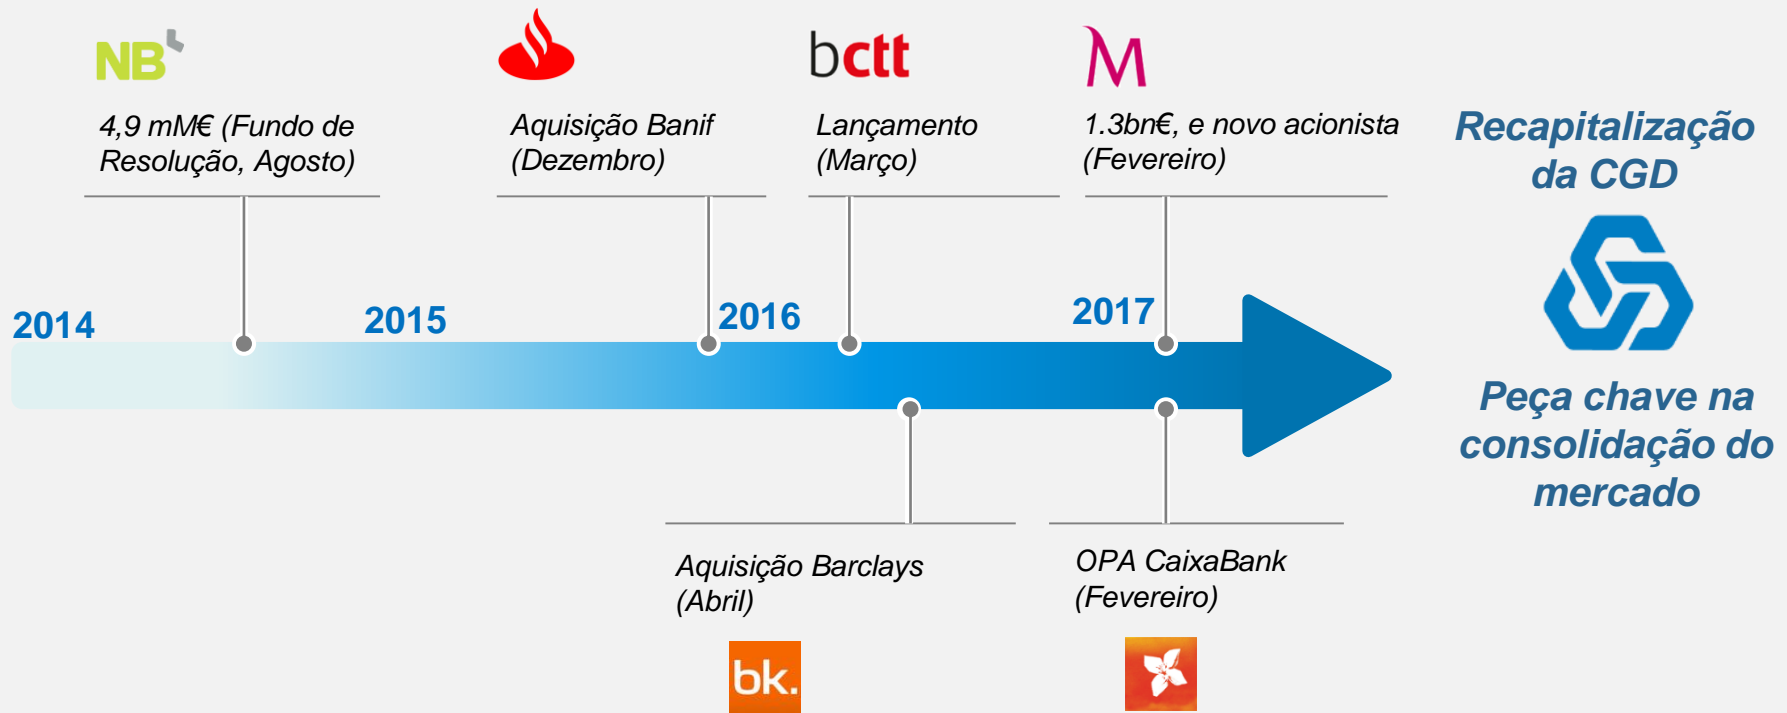 NB
bctt
M
4,9 mM€ (Fundo de
Resolução, Agosto)
Aquisição Banif
(Dezembro)
Lançamento
(Março)
1.3bn€, e novo acionista
(Fevereiro)
2014
2015
2016
2017
Aquisição Barclays
(Abril)
bk.
OPA CaixaBank
(Fevereiro)
Recapitalização
da CGD
Peça chave na
consolidação do
mercado